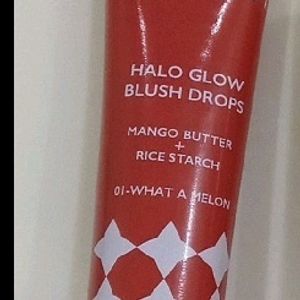 HALO GLOW
BLUSH DROPS
MANGO BUTTER
+
RICE STARCH
01-WHAT A MELON